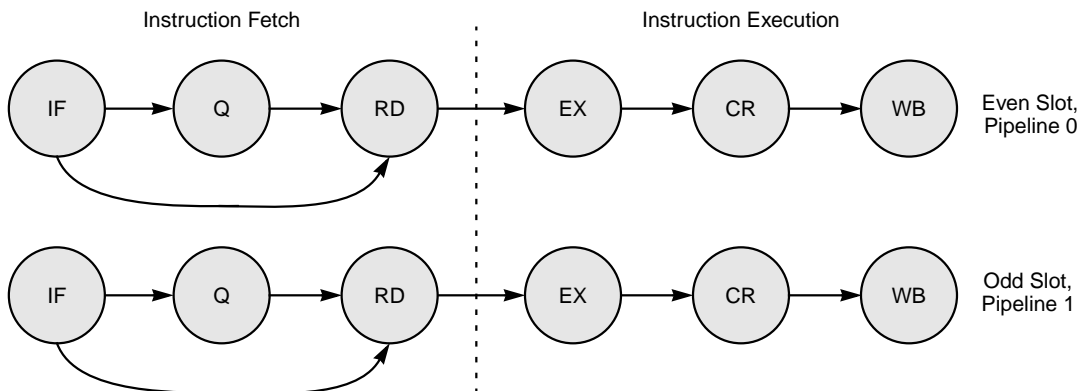 Instruction Fetch
Instruction Execution
IF
Q
RD
EX
CR
WB
Even Slot,
Pipeline 0
IF
Q
RD
EX
CR
WB
Odd Slot,
Pipeline 1